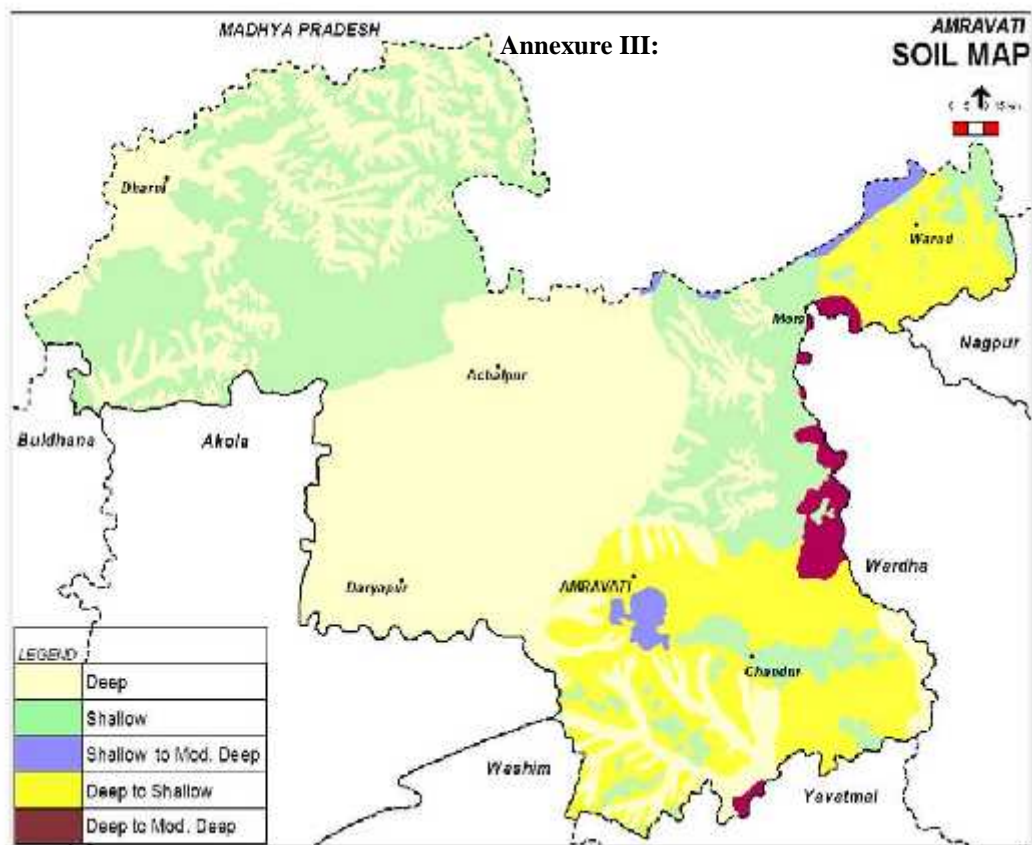 MADHYA PRADESH
Annexure III:
AMRAVATI
SOIL MAP
Dharni
Warud
Morsi
Nagpur
Achalpur
Buldhana
Akola
Wardha
Daryapur
AMRAVATI
Chandur
LEGEND
Deep
Shallow
Shallow to Mod. Deep
Deep to Shallow
Deep to Mod. Deep
Washim
Yavatmal